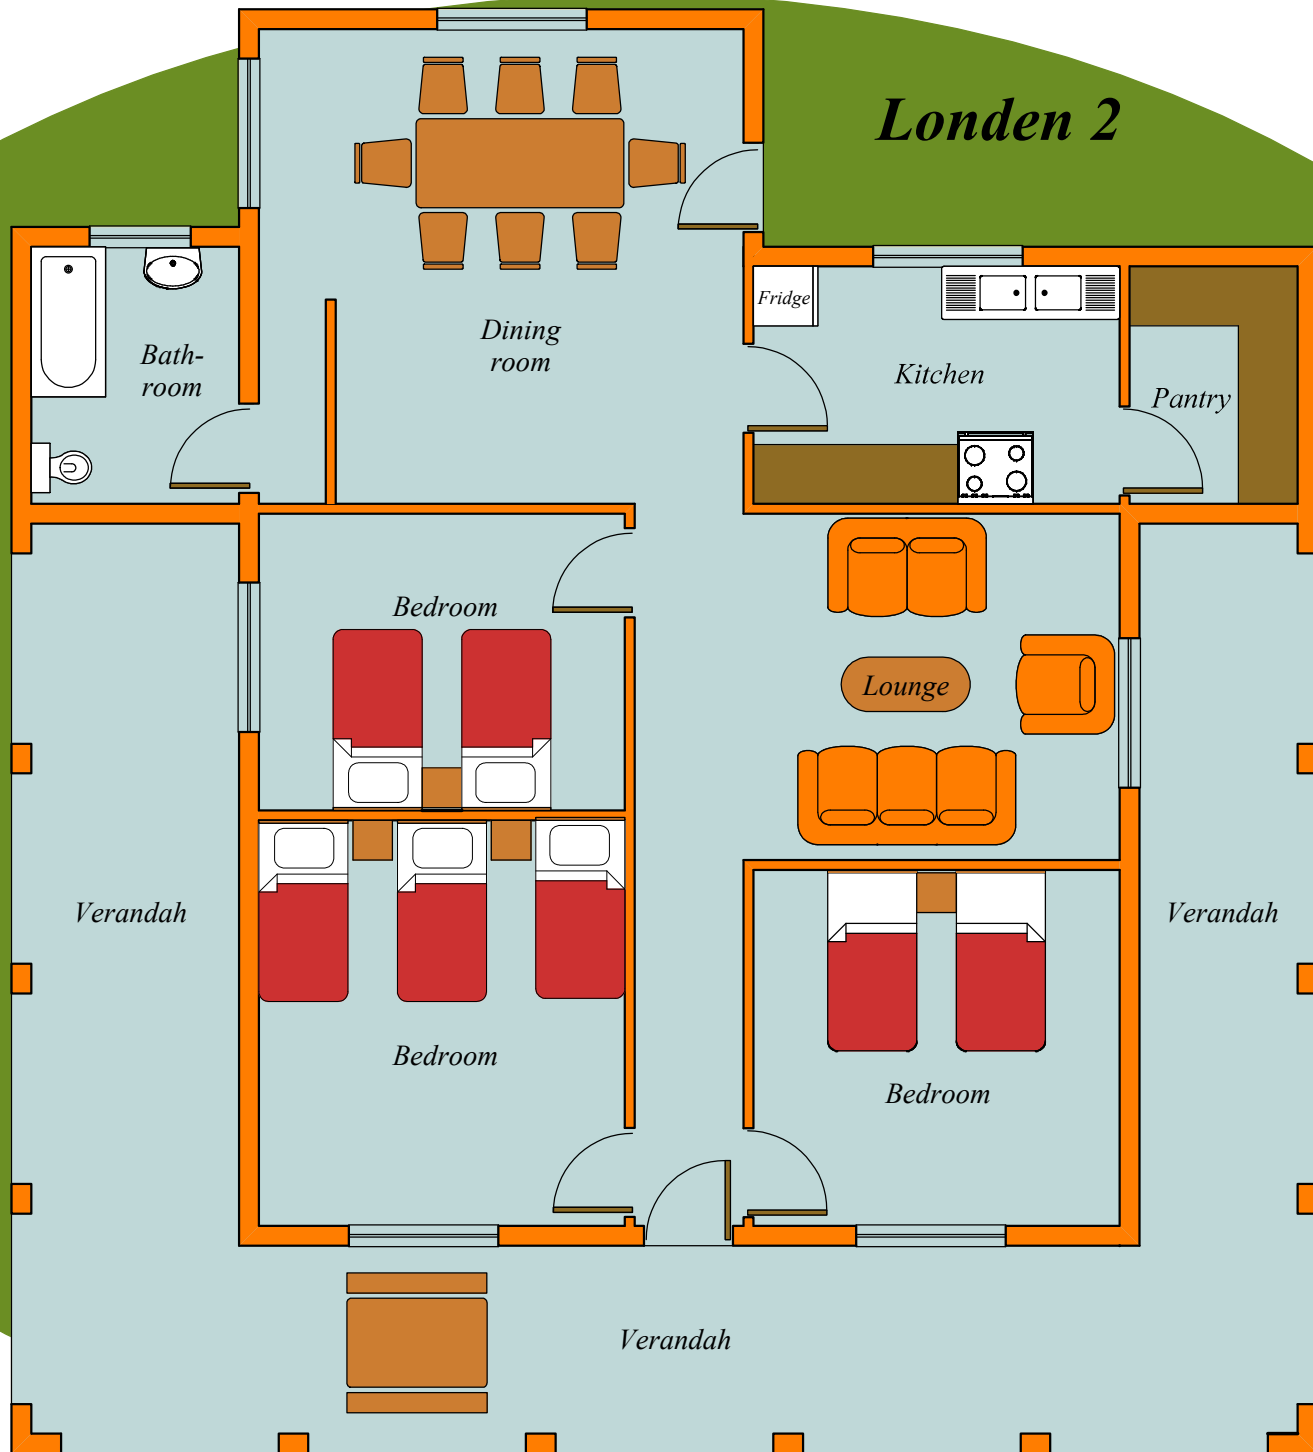 Londen 2
Fridge
Dining
room
Bath-
room
Kitchen
Pantry
Bedroom
Lounge
Verandah
Verandah
Bedroom
Bedroom
Verandah